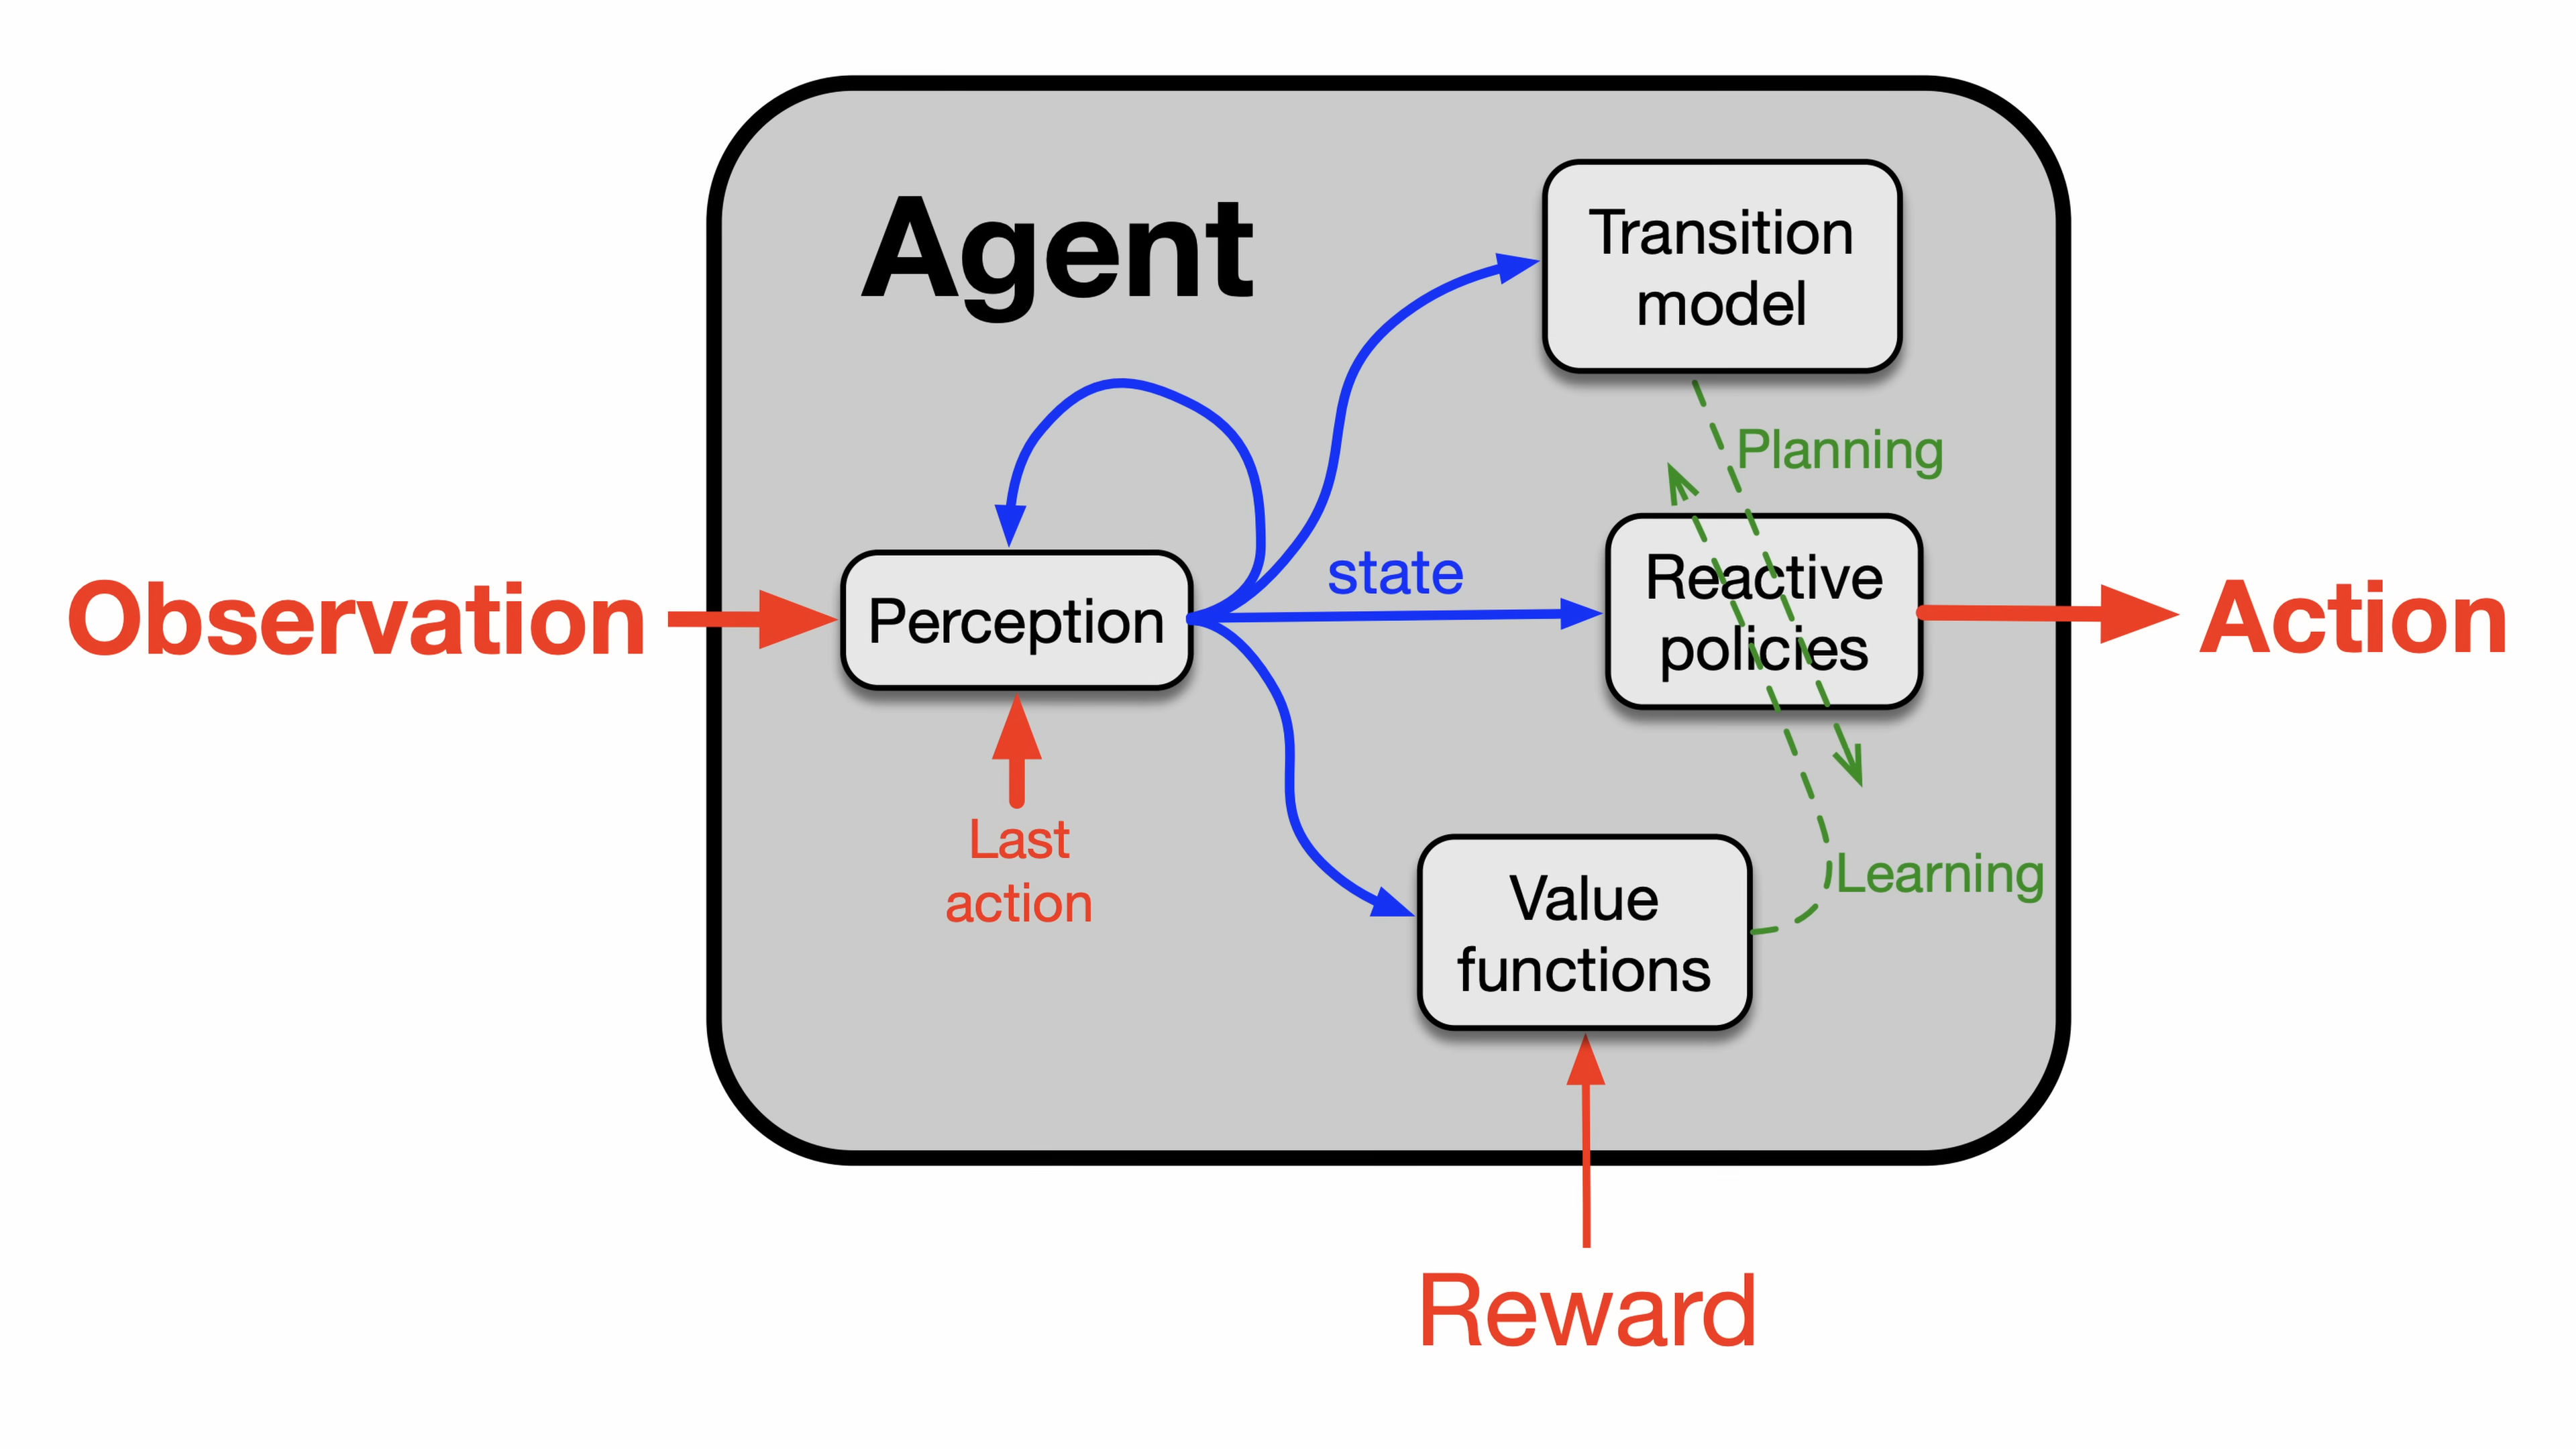 Agent
Transition
model
Planning
Observation
Perception
state
Reactive
policies
Action
Last
action
Value
functions
Learning
Reward